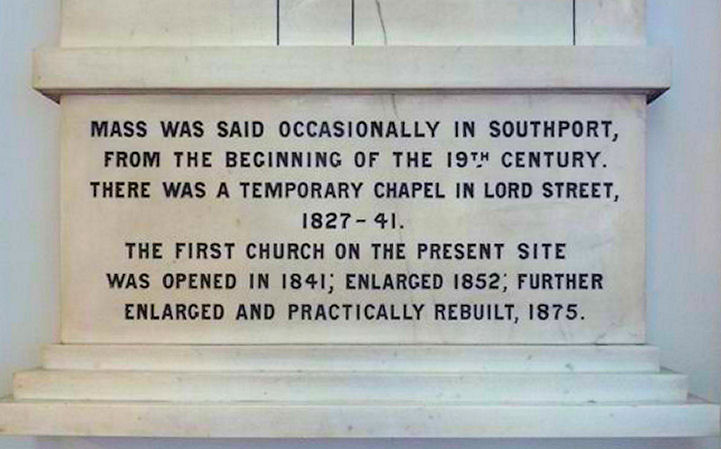 MASS WAS SAID OCCASIONALLY IN SOUTHPORT,
FROM THE BEGINNING OF THE 19TH CENTURY.
THERE WAS A TEMPORARY CHAPEL IN LORD STREET,
1827-41.
THE FIRST CHURCH ON THE PRESENT SITE
WAS OPENED IN 1841; ENLARGED 1852; FURTHER
ENLARGED AND PRACTICALLY REBUILT, 1875.